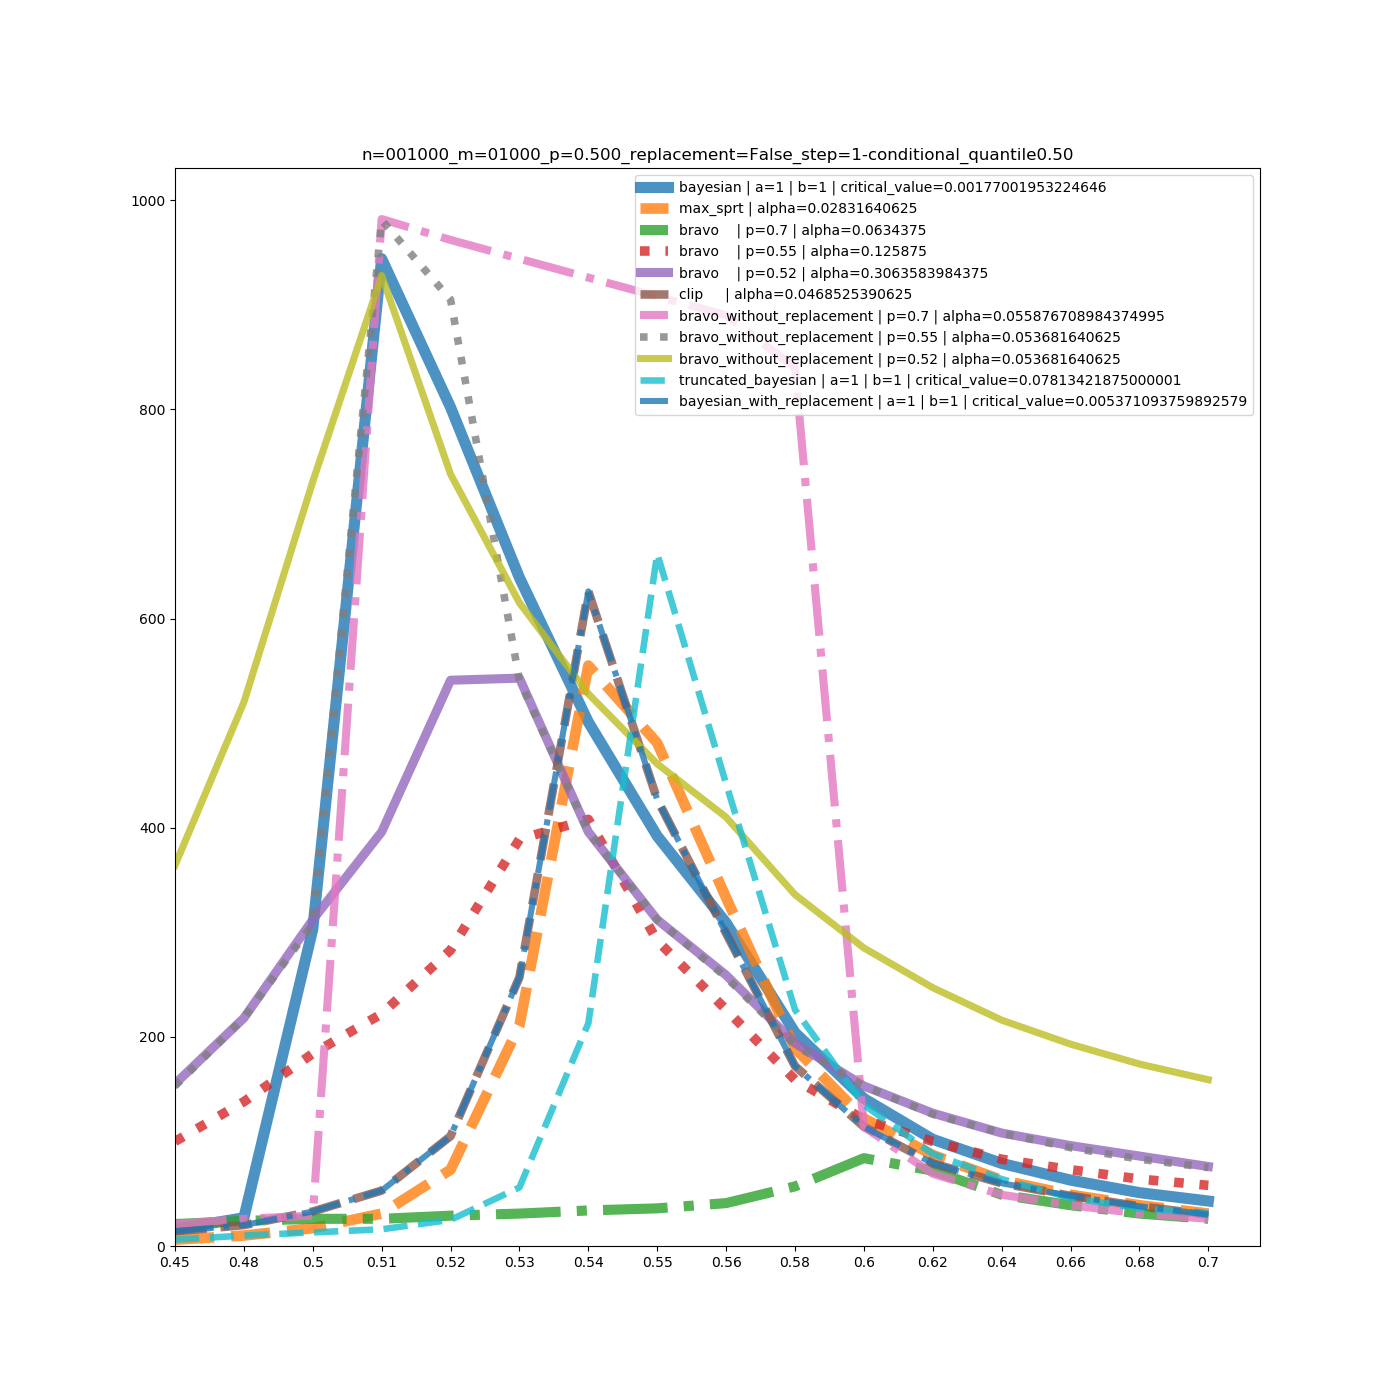 n=001000_m=01000_p=0.500_replacement=False_step=1-conditional_quantile0.50
bayesian | a=1 | b=1 | critical_value=0.00177001953224646
max_sprt | alpha=0.02831640625
bravo    | p=0.7 | alpha=0.0634375
bravo    | p=0.55 | alpha=0.125875
bravo    | p=0.52 | alpha=0.3063583984375
clip     | alpha=0.0468525390625
bravo_without_replacement | p=0.7 | alpha=0.055876708984374995
bravo_without_replacement | p=0.55 | alpha=0.053681640625
bravo_without_replacement | p=0.52 | alpha=0.053681640625
truncated_bayesian | a=1 | b=1 | critical_value=0.07813421875000001
bayesian_with_replacement | a=1 | b=1 | critical_value=0.005371093759892579
1000
800
600
400
200
0
0.45 0.48 0.5 0.51 0.52 0.53 0.54 0.55 0.56 0.58 0.6 0.62 0.64 0.66 0.68 0.7